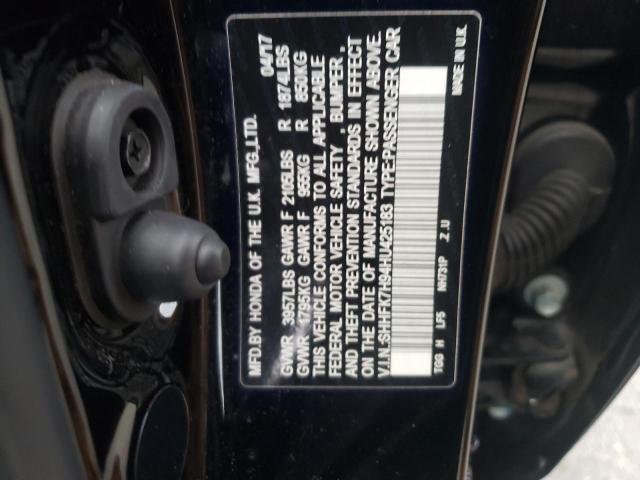 MFD.BY HONDA OF THE U.K. MFG.,LTD. 04/17
GVWR 3957LBS GAWR F 2106LBS R 1874LBS
GVWR 1795KG GAWR F 955KG R 850KG
THIS VEHICLE CONFORMS TO ALL APPLICABLE
FEDERAL MOTOR VEHICLE SAFETY , BUMPER ,
AND THEFT PREVENTION STANDARDS IN EFFECT
ON THE DATE OF MANUFACTURE SHOWN ABOVE.
V.I.N.:SHHFK7H94HU425183 TYPE:PASSENGER CAR
TGG H LF5 NH731P .Z.U MADE IN U.K